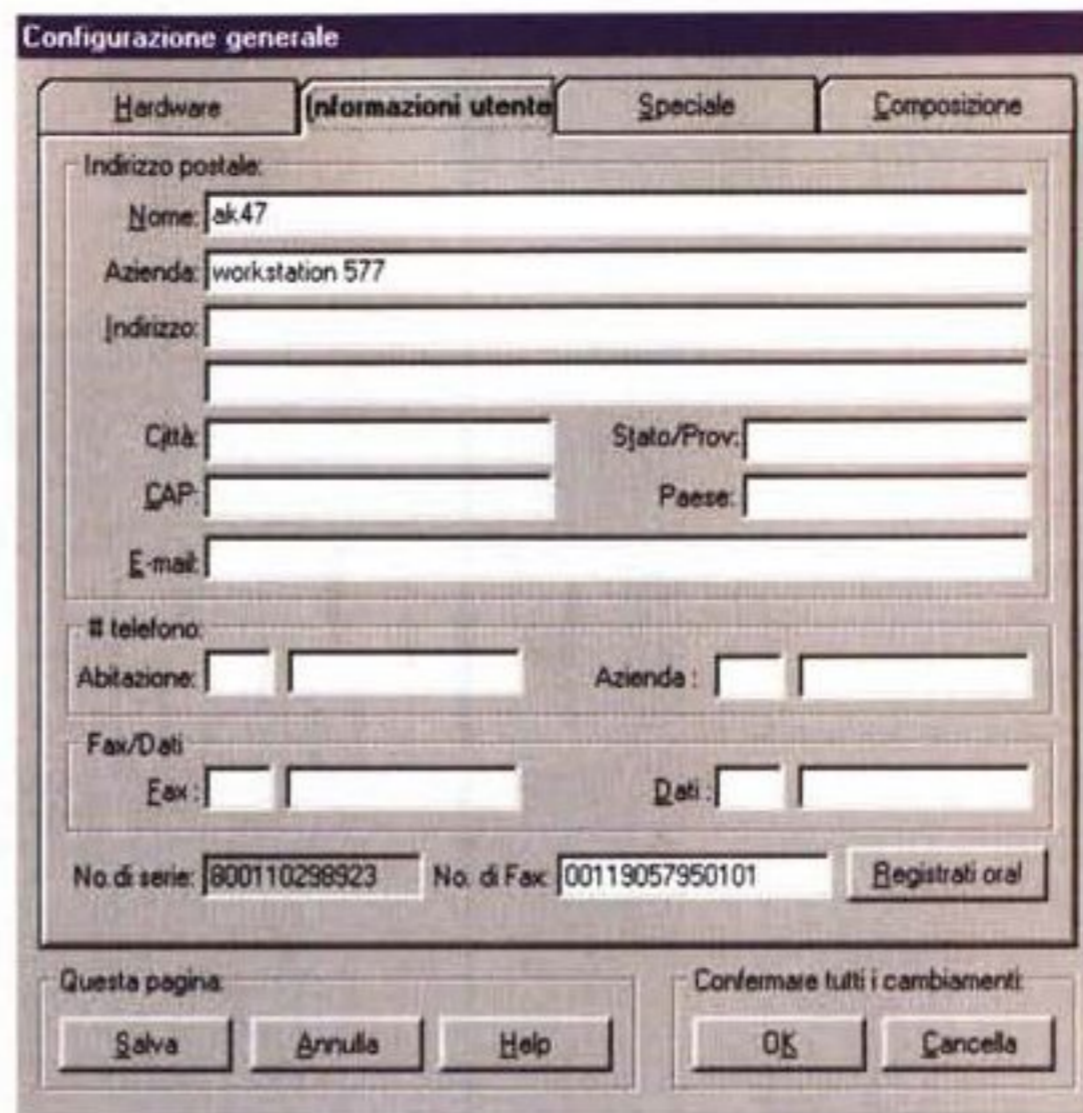 Configurazione generale
Hardware Informazioni utente Speciale Composizione
Indirizzo postale:
Nome: ak47
Azienda: workstation 577
Indirizzo:
Città: Stato/Prov:
CAP: Paese:
E-mail:
# telefono:
Abitazione: Azienda :
Fax/Dati
Fax : Dati :
No.di serie: 800110298923 No. di Fax: 00119057950101 Registrati ora!
Questa pagina: Confermare tutti i cambiamenti:
Salva Annulla Help OK Cancella